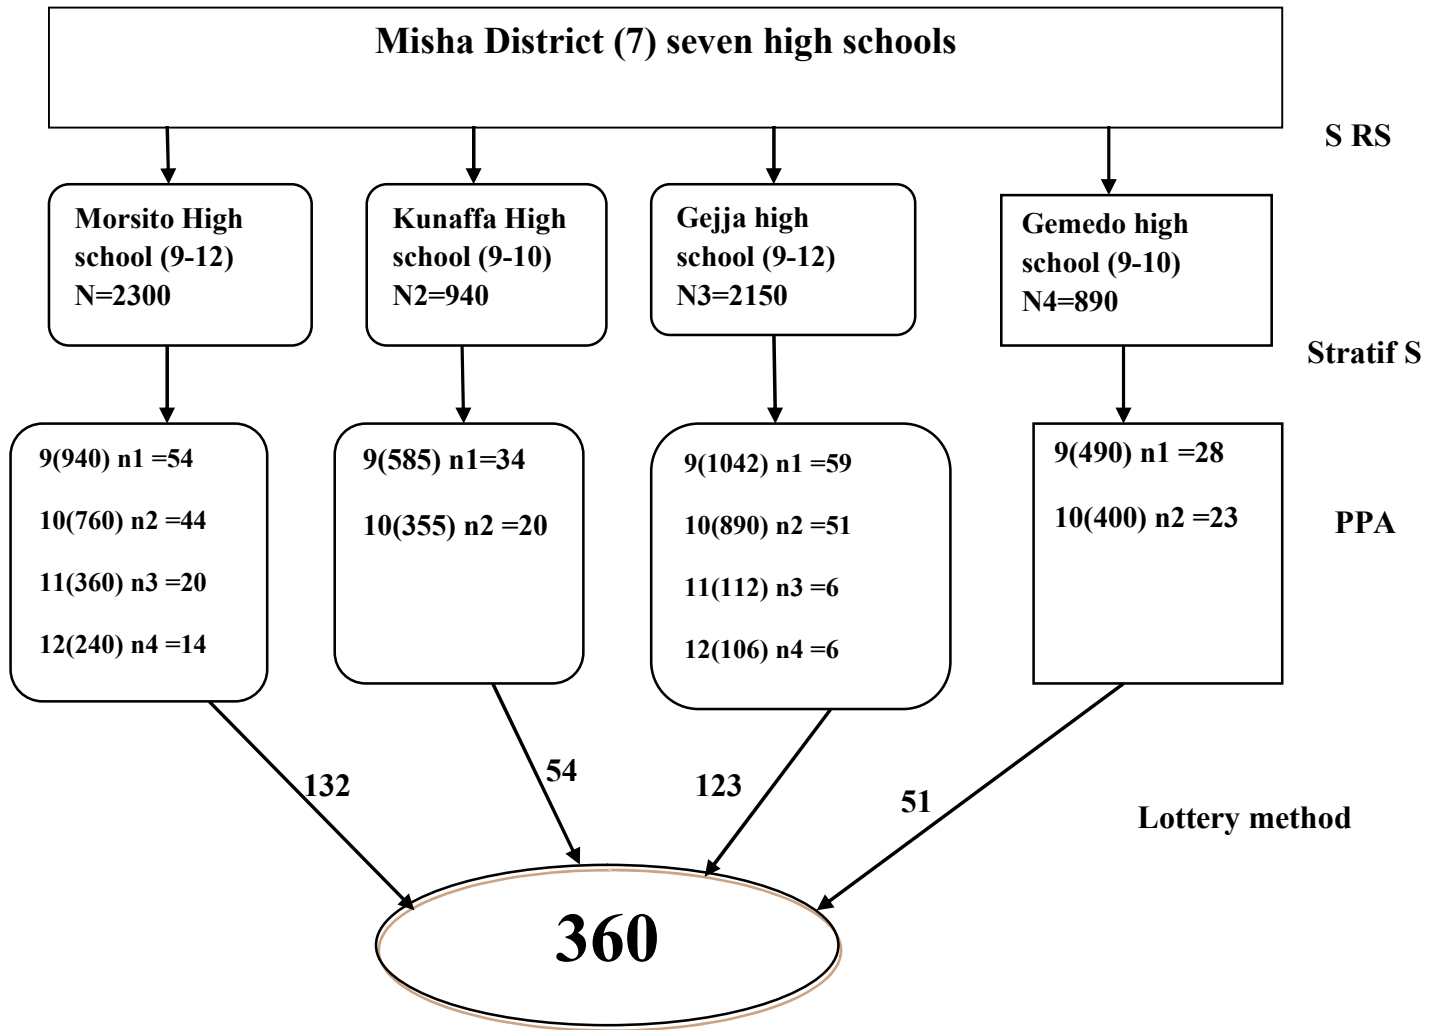 Misha District (7) seven high schools
S RS
Morsito High
school (9-12)
N=2300
Kunaffa High
school (9-10)
N2=940
Gejja high
school (9-12)
N3=2150
Gemedo high
school (9-10)
N4=890
Stratif S
9(940) n1 =54
10(760) n2 =44
11(360) n3 =20
12(240) n4 =14
9(585) n1=34
10(355) n2 =20
9(1042) n1 =59
10(890) n2 =51
11(112) n3 =6
12(106) n4 =6
9(490) n1 =28
10(400) n2 =23
PPA
132
54
123
51
Lottery method
360